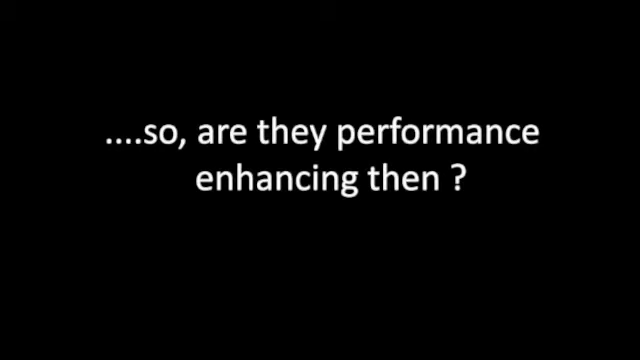 ....so, are they performance
enhancing then ?